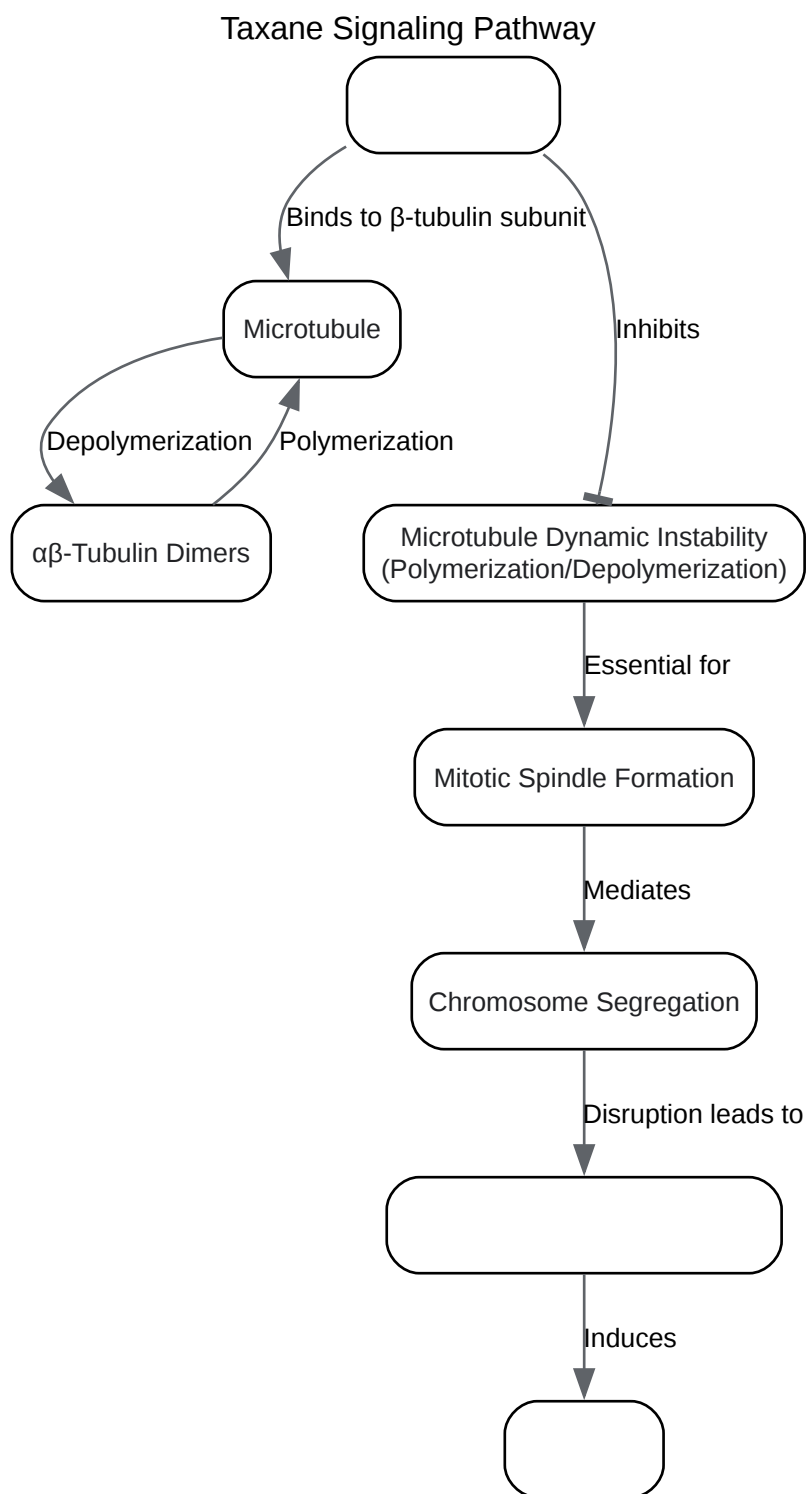 Taxane Signaling Pathway
Binds to β-tubulin subunit
Microtubule
Inhibits
Depolymerization
Polymerization
αβ-Tubulin Dimers
Microtubule Dynamic Instability
(Polymerization/Depolymerization)
Essential for
Mitotic Spindle Formation
Mediates
Chromosome Segregation
Disruption leads to
Induces